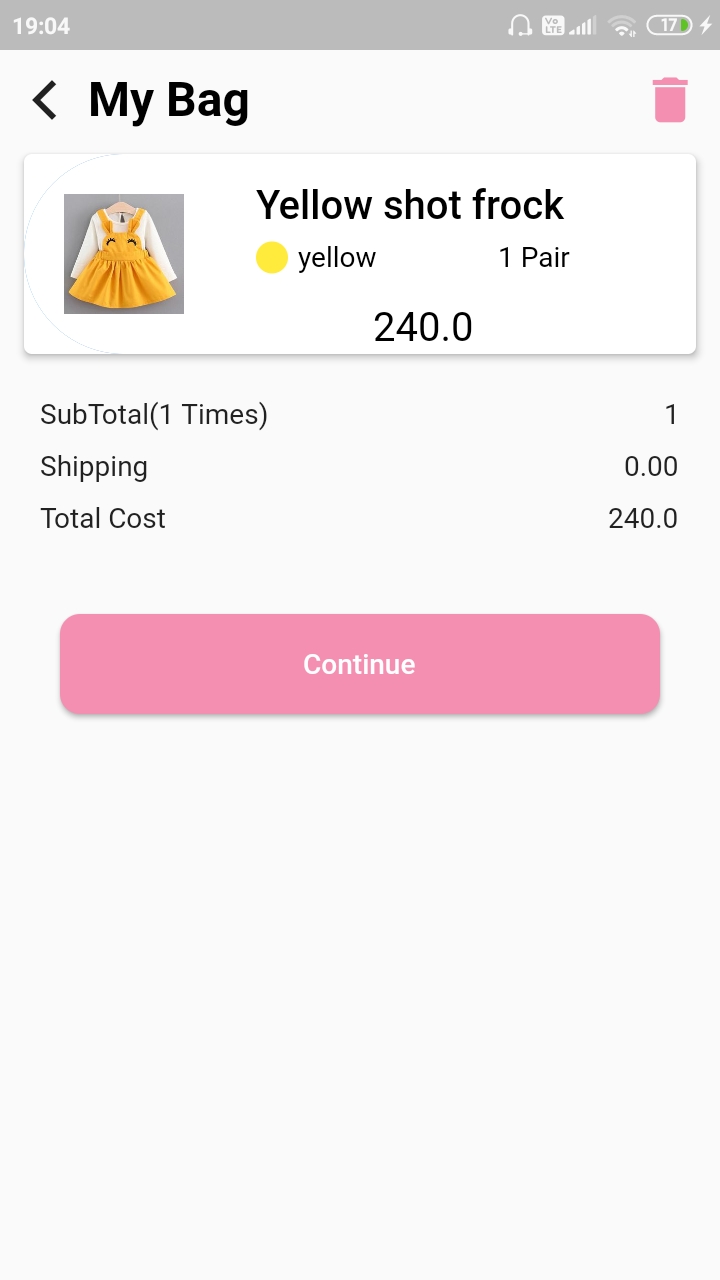 19:04
Vo LTE
17
My Bag
Yellow shot frock
yellow 1 Pair
240.0
SubTotal(1 Times) 1
Shipping 0.00
Total Cost 240.0
Continue